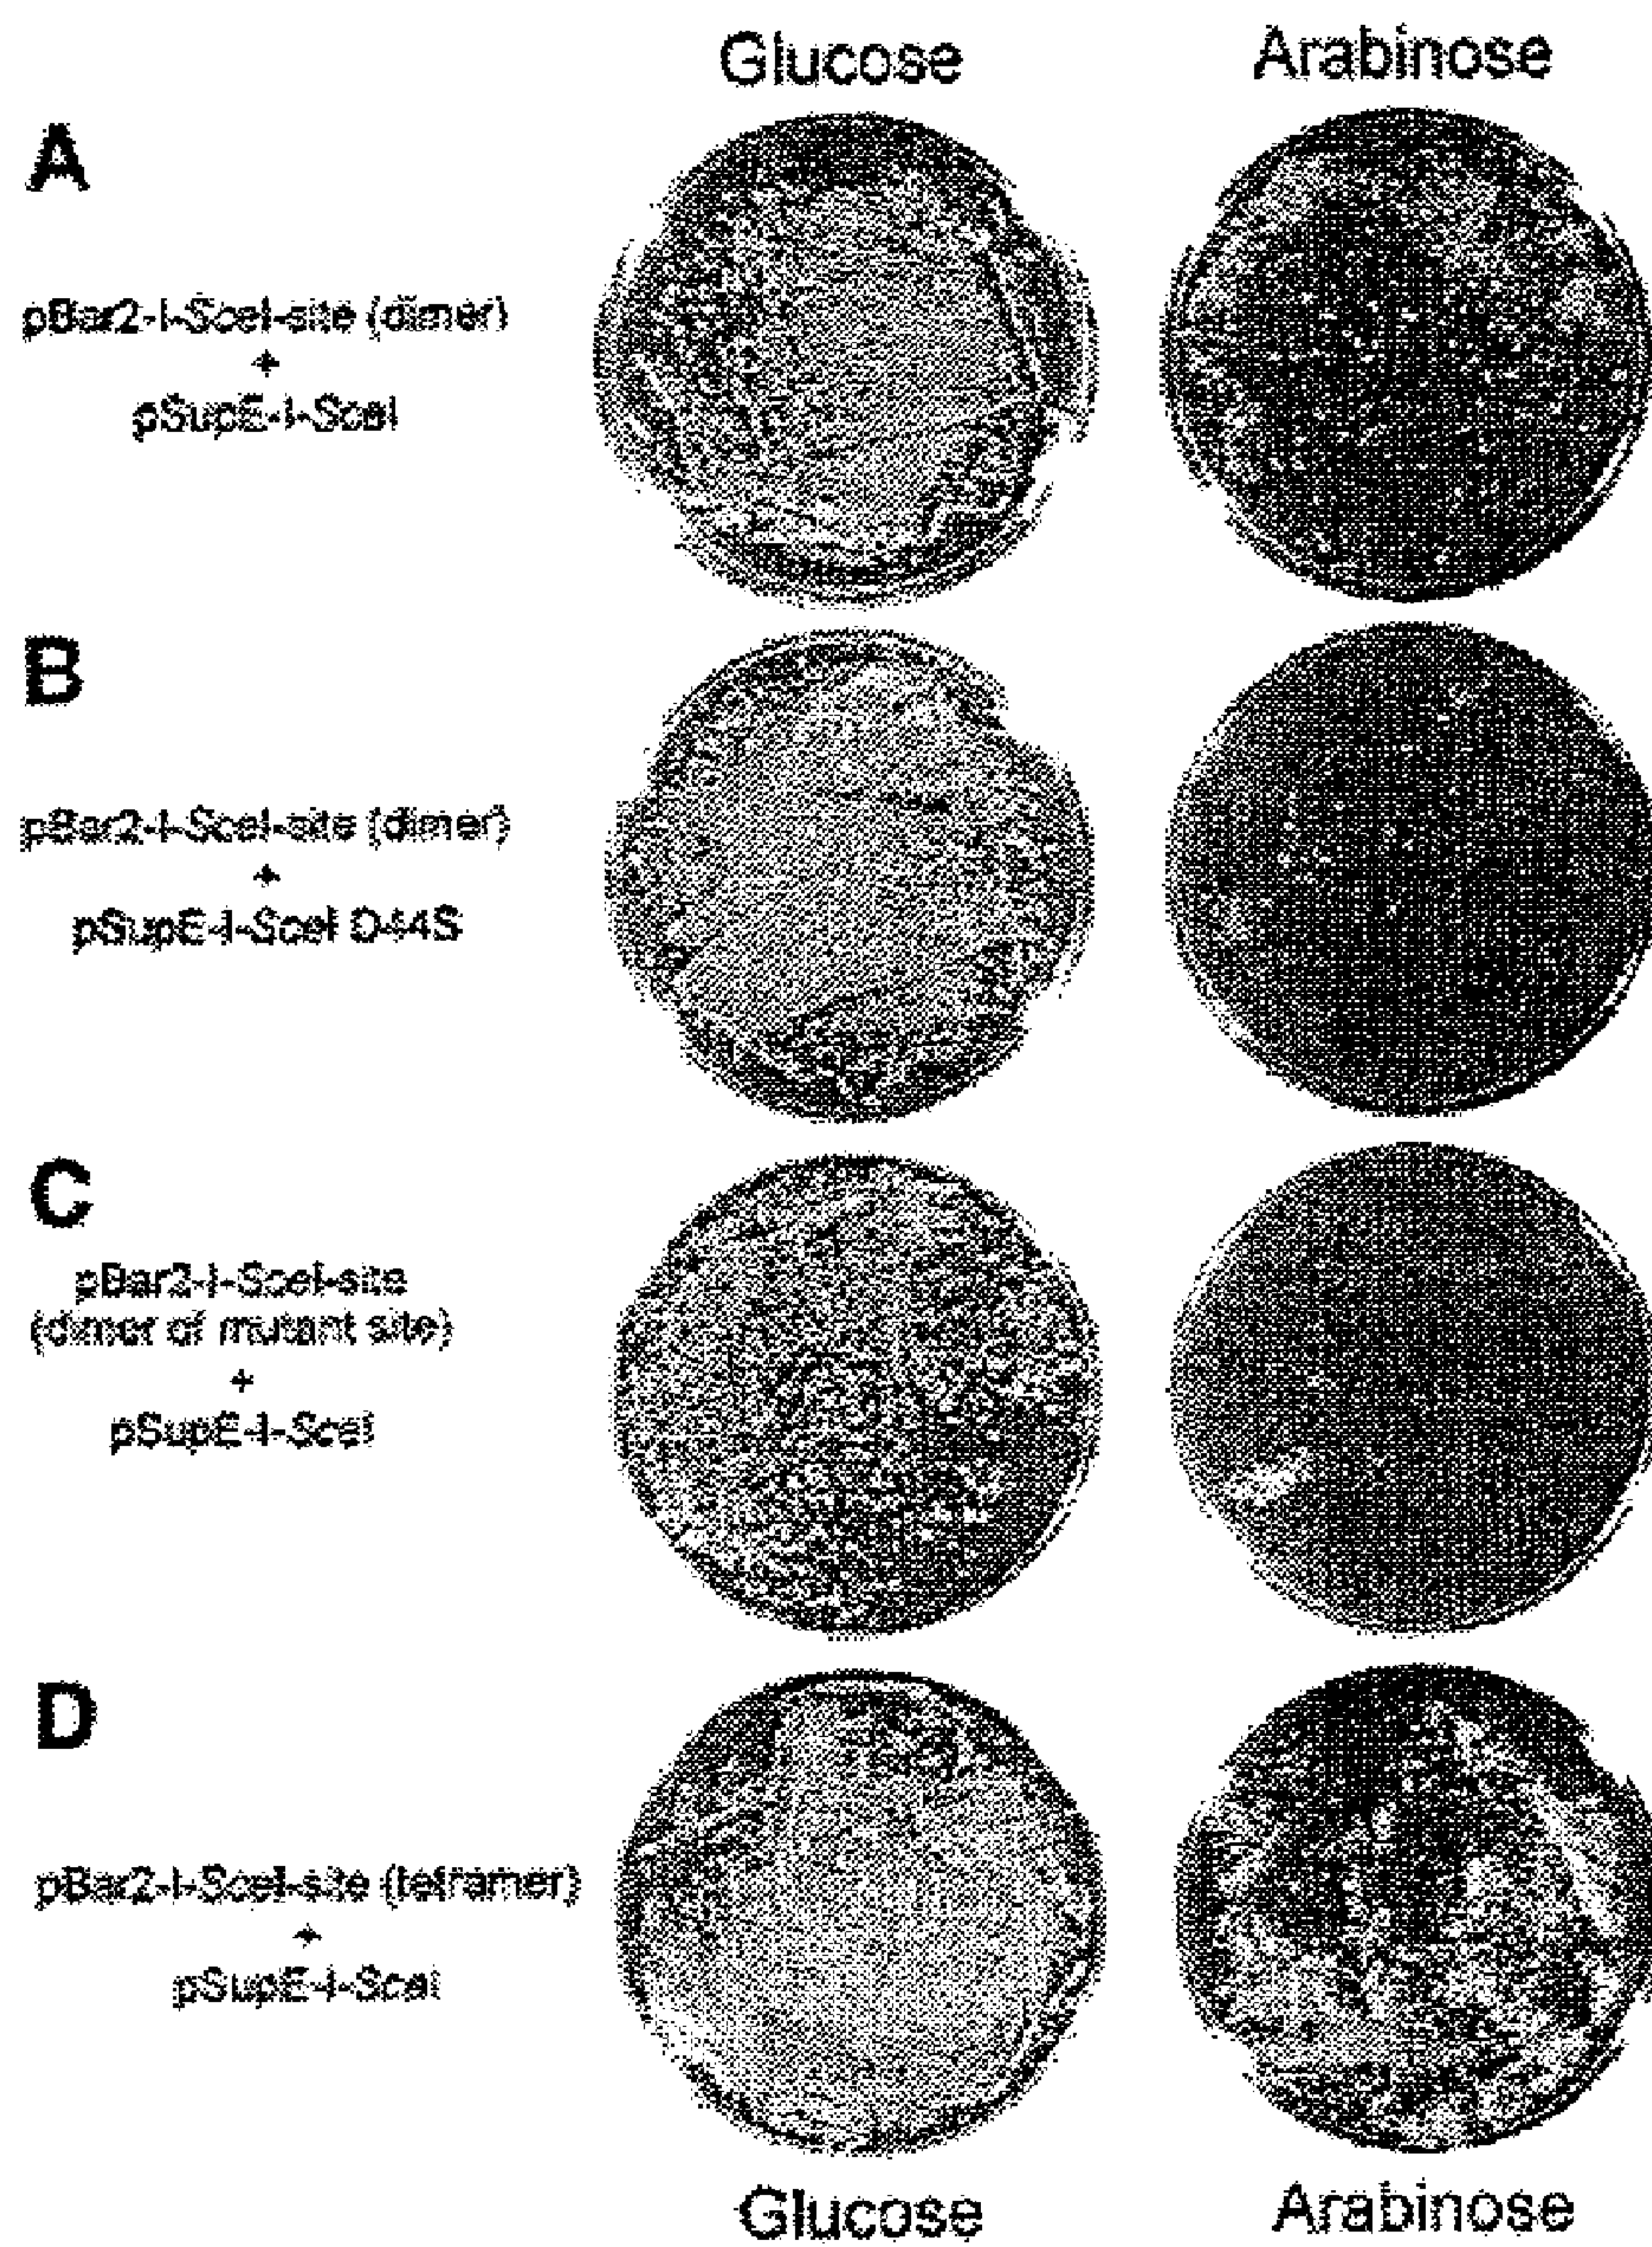 Glucose Arabinose
A
pBar2-I-SceI-site (dimer)
+
pSupE-I-SceI
B
pBar2-I-SceI-site (dimer)
+
pSupE-I-SceI D44S
C
pBar2-I-SceI-site
(dimer of mutant site)
+
pSupE-I-SceI
D
pBar2-I-SceI-site (tetramer)
+
pSupE-I-SceI
Glucose Arabinose